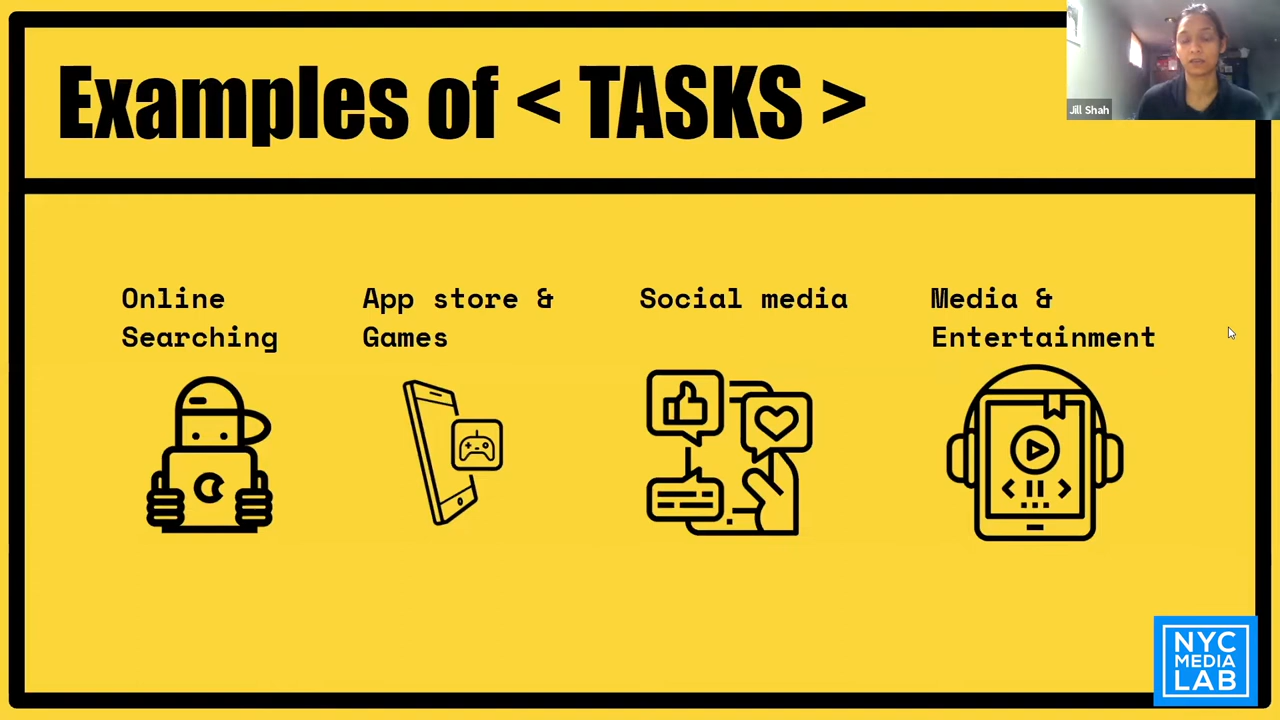 Examples of < TASKS >
Jill Shah
Online
Searching
App store &
Games
Social media
Media &
Entertainment
NYC
MEDIA
LAB